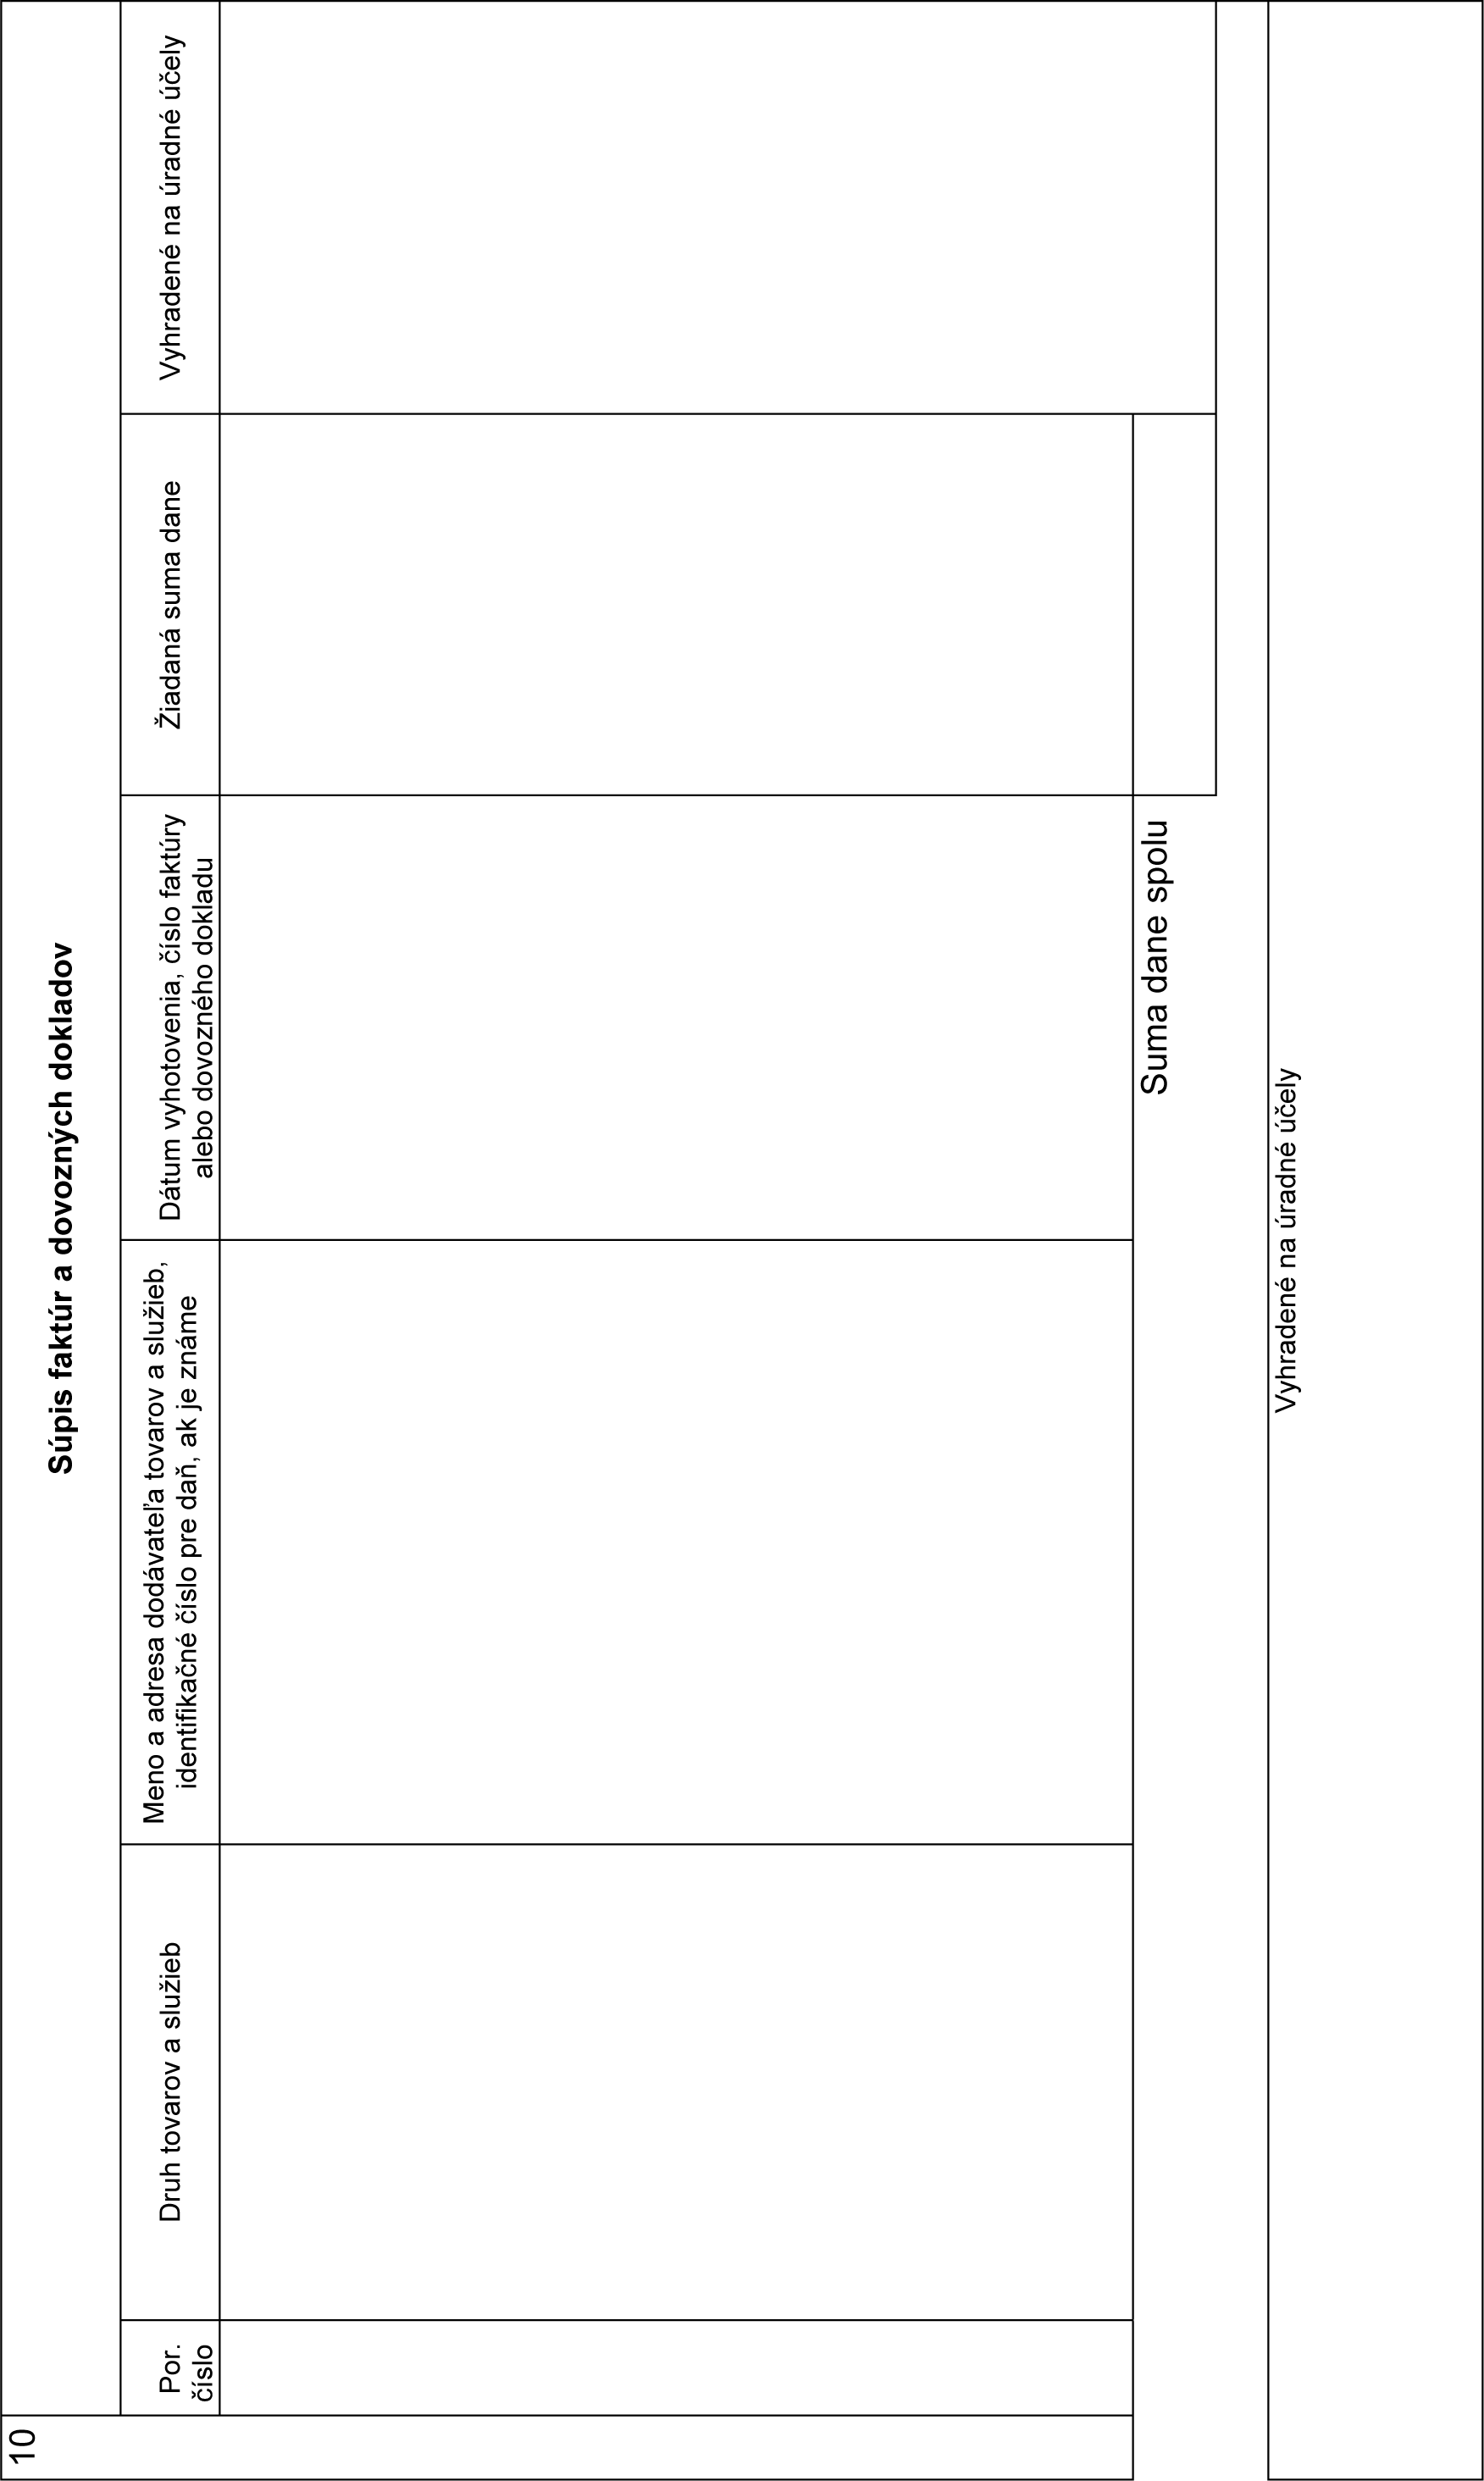 10
Súpis faktúr a dovozných dokladov
Por.
číslo
Druh tovarov a služieb
Meno a adresa dodávateľa tovarov a služieb,
identifikačné číslo pre daň, ak je známe
Dátum vyhotovenia, číslo faktúry
alebo dovozného dokladu
Žiadaná suma dane
Vyhradené na úradné účely
Suma dane spolu
Vyhradené na úradné účely